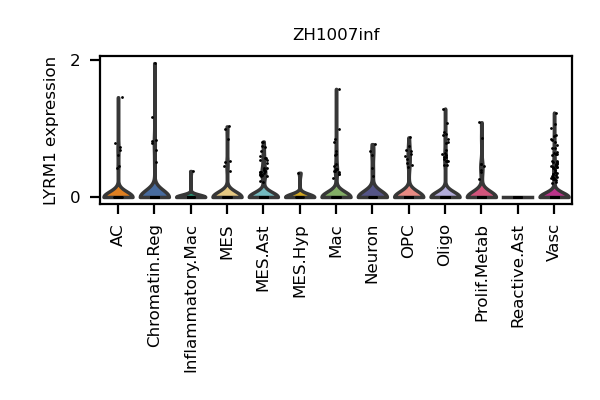 ZH1007inf
LYRM1 expression
2
0
AC
Chromatin.Reg
Inflammatory.Mac
MES
MES.Ast
MES.Hyp
Mac
Neuron
OPC
Oligo
Prolif.Metab
Reactive.Ast
Vasc